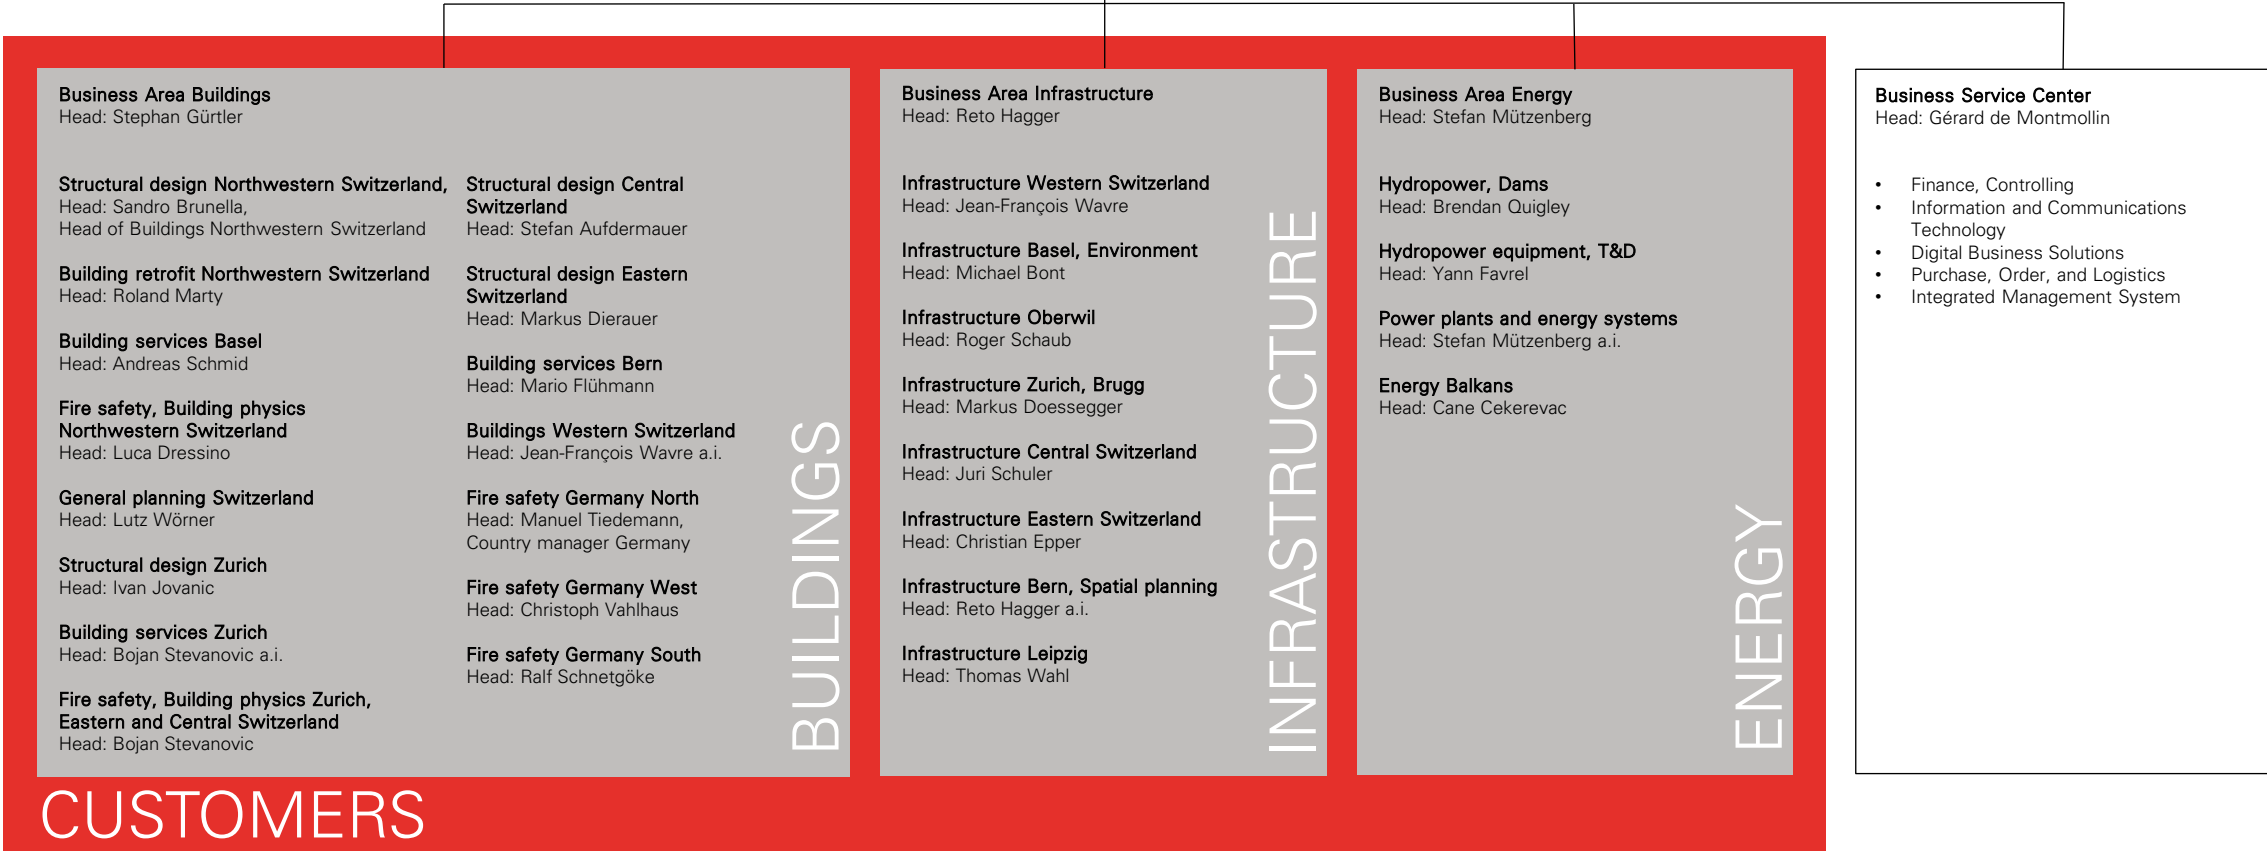 Business Area Buildings
Head: Stephan Gürtler
Structural design Northwestern Switzerland,
Head: Sandro Brunella,
Head of Buildings Northwestern Switzerland
Building retrofit Northwestern Switzerland
Head: Roland Marty
Building services Basel
Head: Andreas Schmid
Fire safety, Building physics
Northwestern Switzerland
Head: Luca Dressino
General planning Switzerland
Head: Lutz Wörner
Structural design Zurich
Head: Ivan Jovanic
Building services Zurich
Head: Bojan Stevanovic a.i.
Fire safety, Building physics Zurich,
Eastern and Central Switzerland
Head: Bojan Stevanovic
Structural design Central
Switzerland
Head: Stefan Aufdermauer
Structural design Eastern
Switzerland
Head: Markus Dierauer
Building services Bern
Head: Mario Flühmann
Buildings Western Switzerland
Head: Jean-François Wavre a.i.
Fire safety Germany North
Head: Manuel Tiedemann,
Country manager Germany
Fire safety Germany West
Head: Christoph Vahlhaus
Fire safety Germany South
Head: Ralf Schnetgöke
BUILDINGS
Business Area Infrastructure
Head: Reto Hagger
Infrastructure Western Switzerland
Head: Jean-François Wavre
Infrastructure Basel, Environment
Head: Michael Bont
Infrastructure Oberwil
Head: Roger Schaub
Infrastructure Zurich, Brugg
Head: Markus Doessegger
Infrastructure Central Switzerland
Head: Juri Schuler
Infrastructure Eastern Switzerland
Head: Christian Epper
Infrastructure Bern, Spatial planning
Head: Reto Hagger a.i.
Infrastructure Leipzig
Head: Thomas Wahl
INFRASTRUCTURE
Business Area Energy
Head: Stefan Mützenberg
Hydropower, Dams
Head: Brendan Quigley
Hydropower equipment, T&D
Head: Yann Favrel
Power plants and energy systems
Head: Stefan Mützenberg a.i.
Energy Balkans
Head: Cane Cekerevac
ENERGY
Business Service Center
Head: Gérard de Montmollin
• Finance, Controlling
• Information and Communications
Technology
• Digital Business Solutions
• Purchase, Order, and Logistics
• Integrated Management System
CUSTOMERS